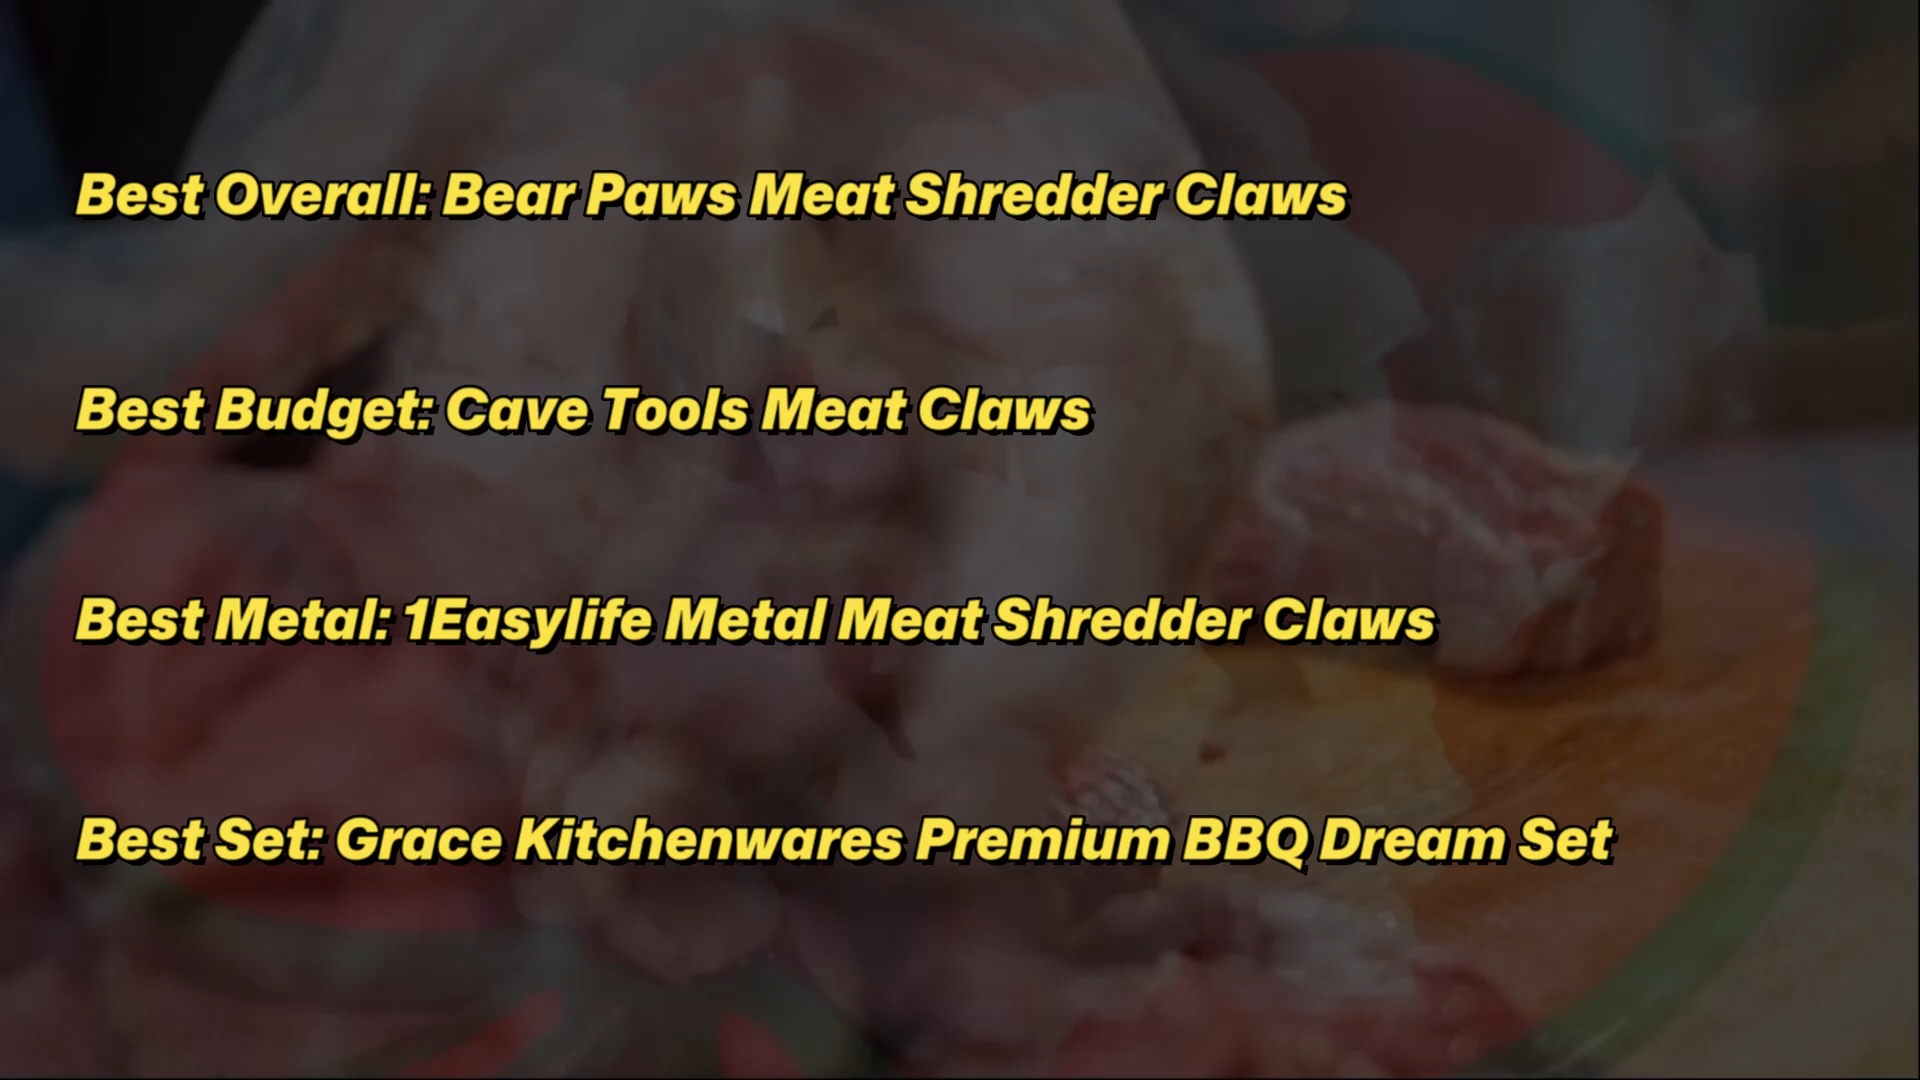 Best Overall: Bear Paws Meat Shredder Claws
Best Budget: Cave Tools Meat Claws
Best Metal: 1Easylife Metal Meat Shredder Claws
Best Set: Grace Kitchenwares Premium BBQ Dream Set